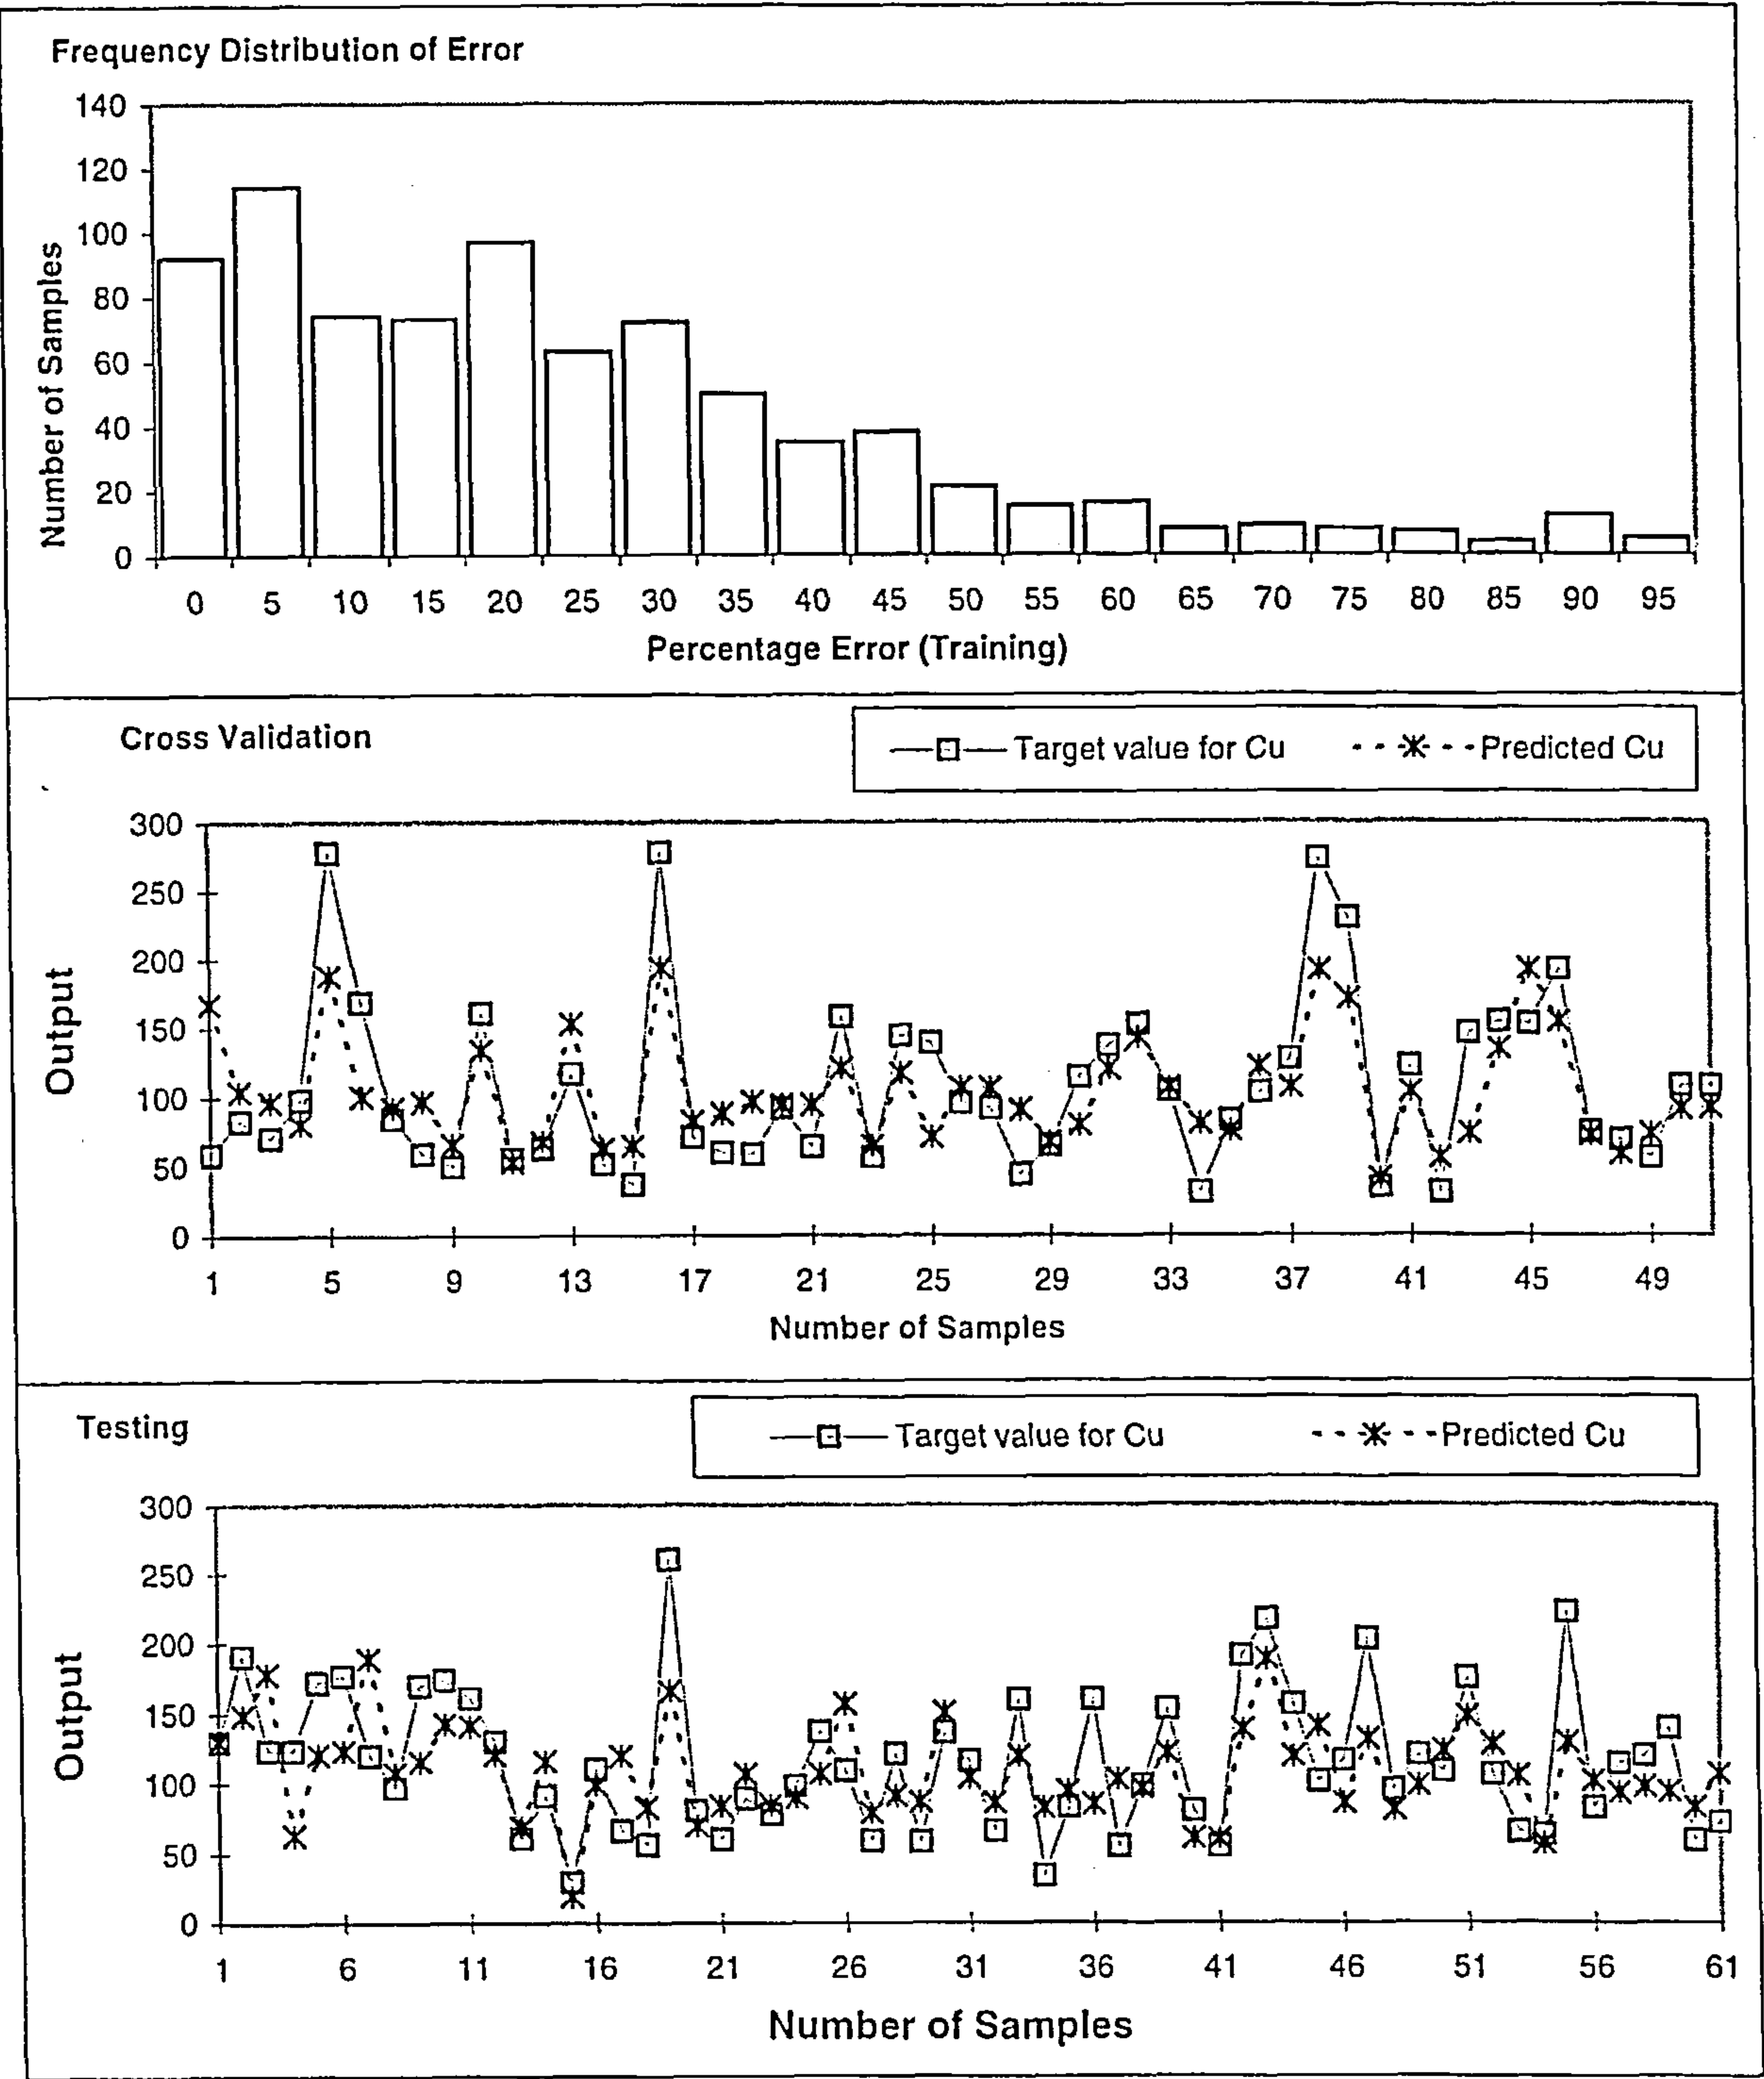 Frequency Distribution of Error
140
120
100
80
60
40
20
0
Number of Samples
0 5 10 15 20 25 30 35 40 45 50 55 60 65 70 75 80 85 90 95
Percentage Error (Training)
Cross Validation
Target value for Cu Predicted Cu
300
250
200
150
100
50
0
Output
1 5 9 13 17 21 25 29 33 37 41 45 49
Number of Samples
Testing
Target value for Cu Predicted Cu
300
250
200
150
100
50
0
Output
1 6 11 16 21 26 31 36 41 46 51 56 61
Number of Samples